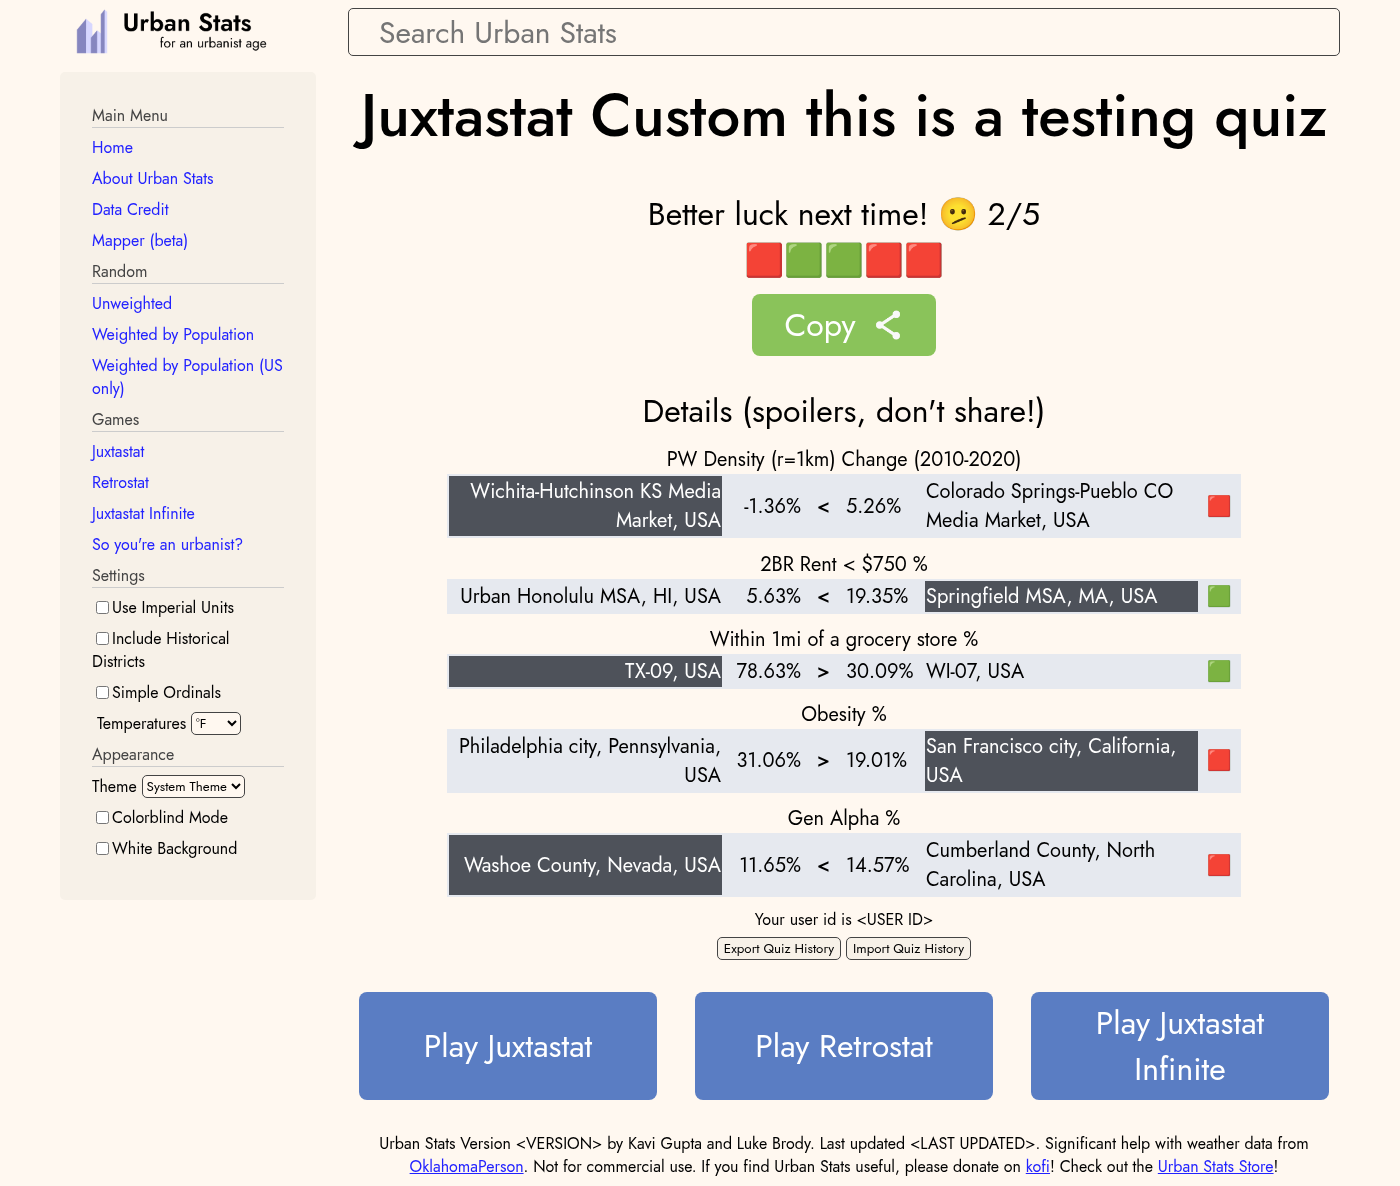 Urban Stats
for an urbanist age
Search Urban Stats
Main Menu
Home
About Urban Stats
Data Credit
Mapper (beta)
Random
Unweighted
Weighted by Population
Weighted by Population (US
only)
Games
Juxtastat
Retrostat
Juxtastat Infinite
So you're an urbanist?
Settings
Use Imperial Units
Include Historical
Districts
Simple Ordinals
Temperatures °F
Appearance
Theme System Theme
Colorblind Mode
White Background
Juxtastat Custom this is a testing quiz
Better luck next time! 🫤 2/5
🟥🟩🟩🟥🟥
Copy
Details (spoilers, don't share!)
PW Density (r=1km) Change (2010-2020)
Wichita-Hutchinson KS Media
Market, USA
-1.36% < 5.26%
Colorado Springs-Pueblo CO
Media Market, USA
2BR Rent < $750 %
Urban Honolulu MSA, HI, USA 5.63% < 19.35% Springfield MSA, MA, USA
Within 1mi of a grocery store %
TX-09, USA 78.63% > 30.09% WI-07, USA
Obesity %
Philadelphia city, Pennsylvania,
USA
31.06% > 19.01%
San Francisco city, California,
USA
Gen Alpha %
Washoe County, Nevada, USA 11.65% < 14.57%
Cumberland County, North
Carolina, USA
Your user id is <USER ID>
Export Quiz History Import Quiz History
Play Juxtastat
Play Retrostat
Play Juxtastat
Infinite
Urban Stats Version <VERSION> by Kavi Gupta and Luke Brody. Last updated <LAST UPDATED>. Significant help with weather data from
OklahomaPerson. Not for commercial use. If you find Urban Stats useful, please donate on kofi! Check out the Urban Stats Store!